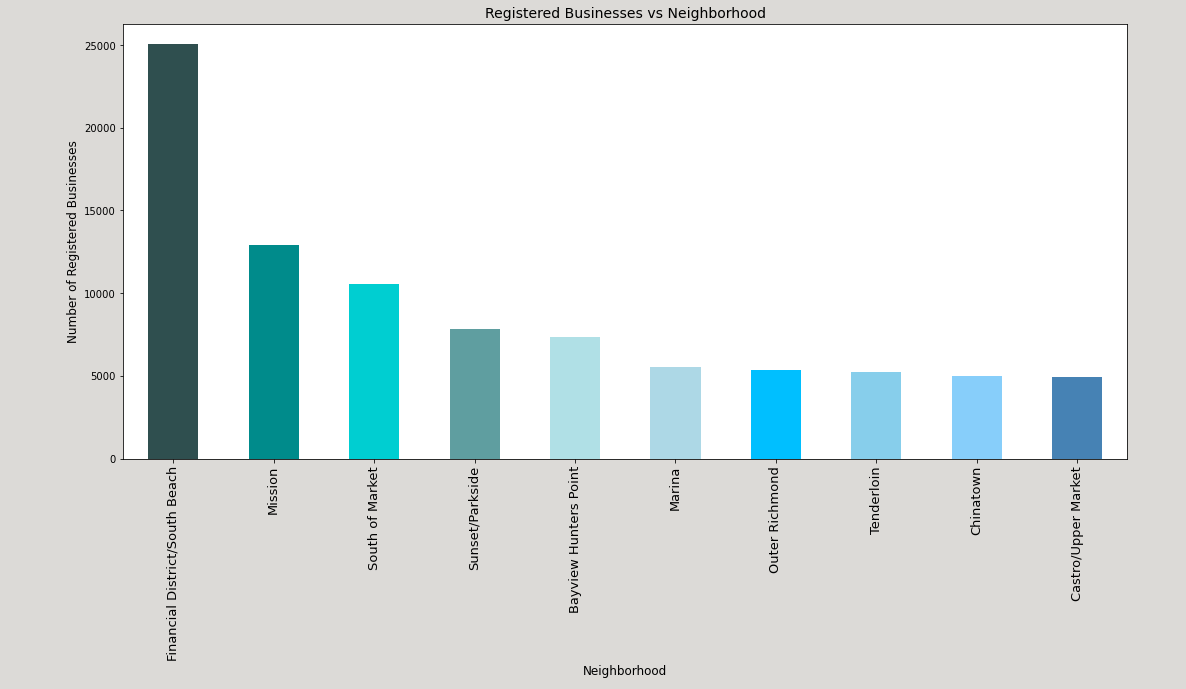 Registered Businesses vs Neighborhood
Number of Registered Businesses
25000
20000
15000
10000
5000
0
Financial District/South Beach
Mission
South of Market
Sunset/Parkside
Bayview Hunters Point
Marina
Outer Richmond
Tenderloin
Chinatown
Castro/Upper Market
Neighborhood